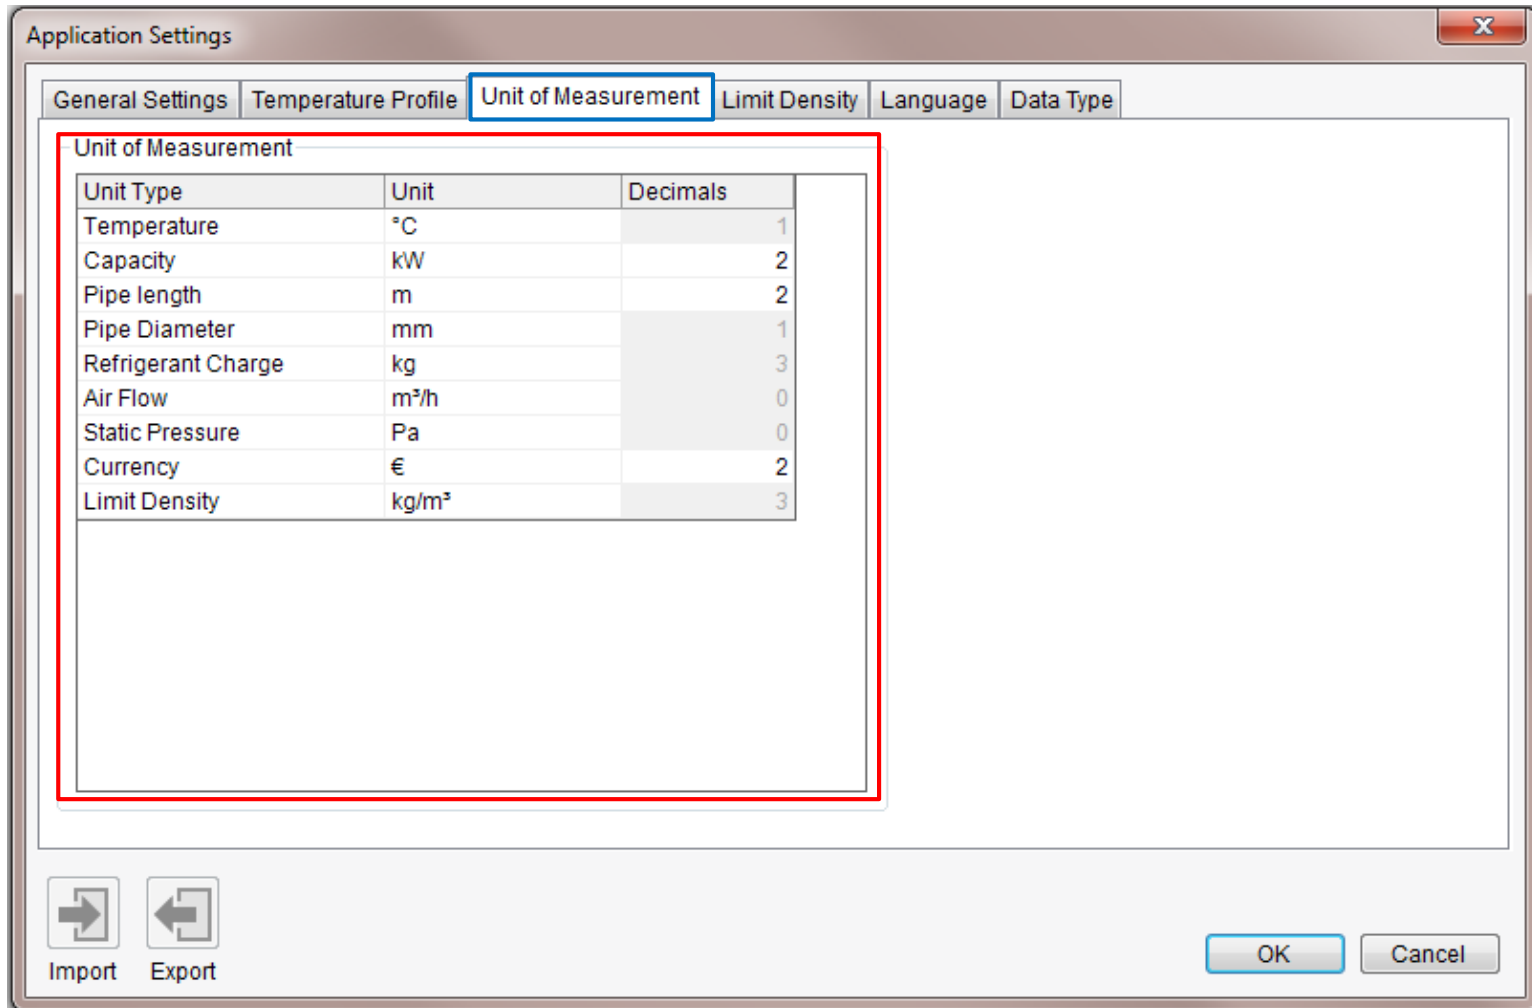 Application Settings
X
General Settings Temperature Profile Unit of Measurement Limit Density Language Data Type
Unit of Measurement
Unit Type Unit Decimals
Temperature °C 1
Capacity kW 2
Pipe length m 2
Pipe Diameter mm 1
Refrigerant Charge kg 3
Air Flow m³/h 0
Static Pressure Pa 0
Currency € 2
Limit Density kg/m³ 3
Import Export
OK Cancel